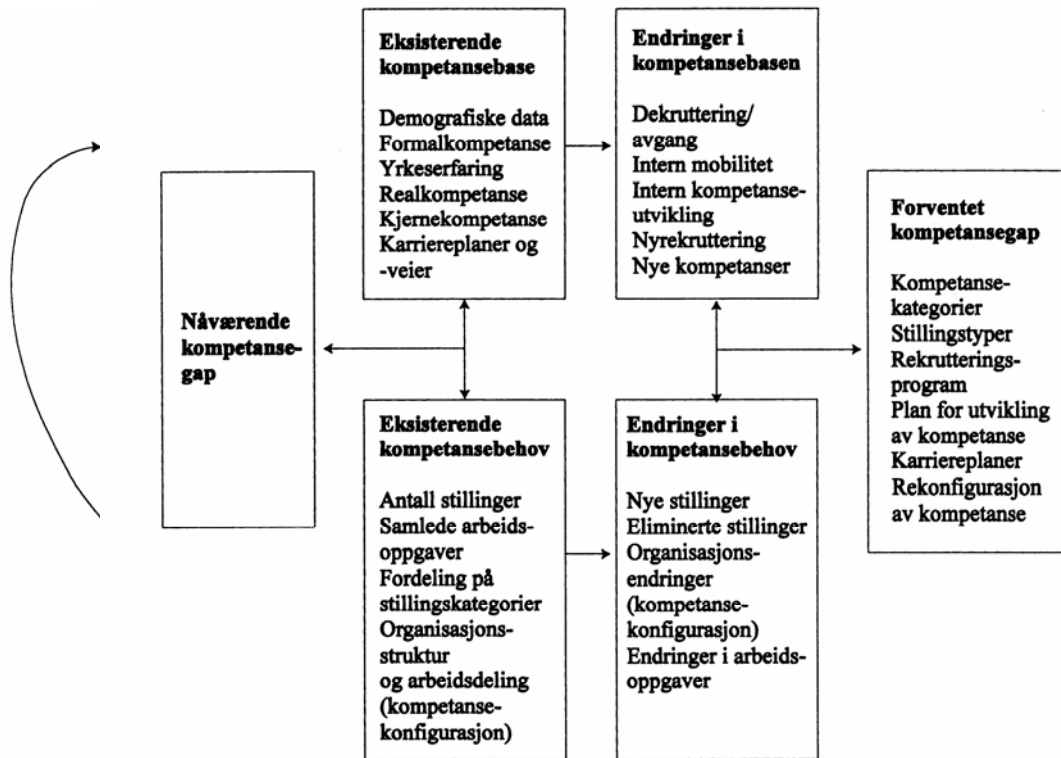 Eksisterende
kompetansebase
Demografiske data
Formalkompetanse
Yrkeserfaring
Realkompetanse
Kjernekompetanse
Karriereplaner og
-veier
Endringer i
kompetansebasen
Dekruttering/
avgang
Intern mobilitet
Intern kompetanse-
utvikling
Nyrekruttering
Nye kompetanser
Nåværende
kompetanse-
gap
Forventet
kompetansegap
Kompetanse-
kategorier
Stillingstyper
Rekrutterings-
program
Plan for utvikling
av kompetanse
Karriereplaner
Rekonfigurasjon
av kompetanse
Eksisterende
kompetansebehov
Antall stillinger
Samlede arbeids-
oppgaver
Fordeling på
stillingskategorier
Organisasjons-
struktur
og arbeidsdeling
(kompetanse-
konfigurasjon)
Endringer i
kompetansebehov
Nye stillinger
Eliminerte stillinger
Organisasjons-
endringer
(kompetanse-
konfigurasjon)
Endringer i arbeids-
oppgaver